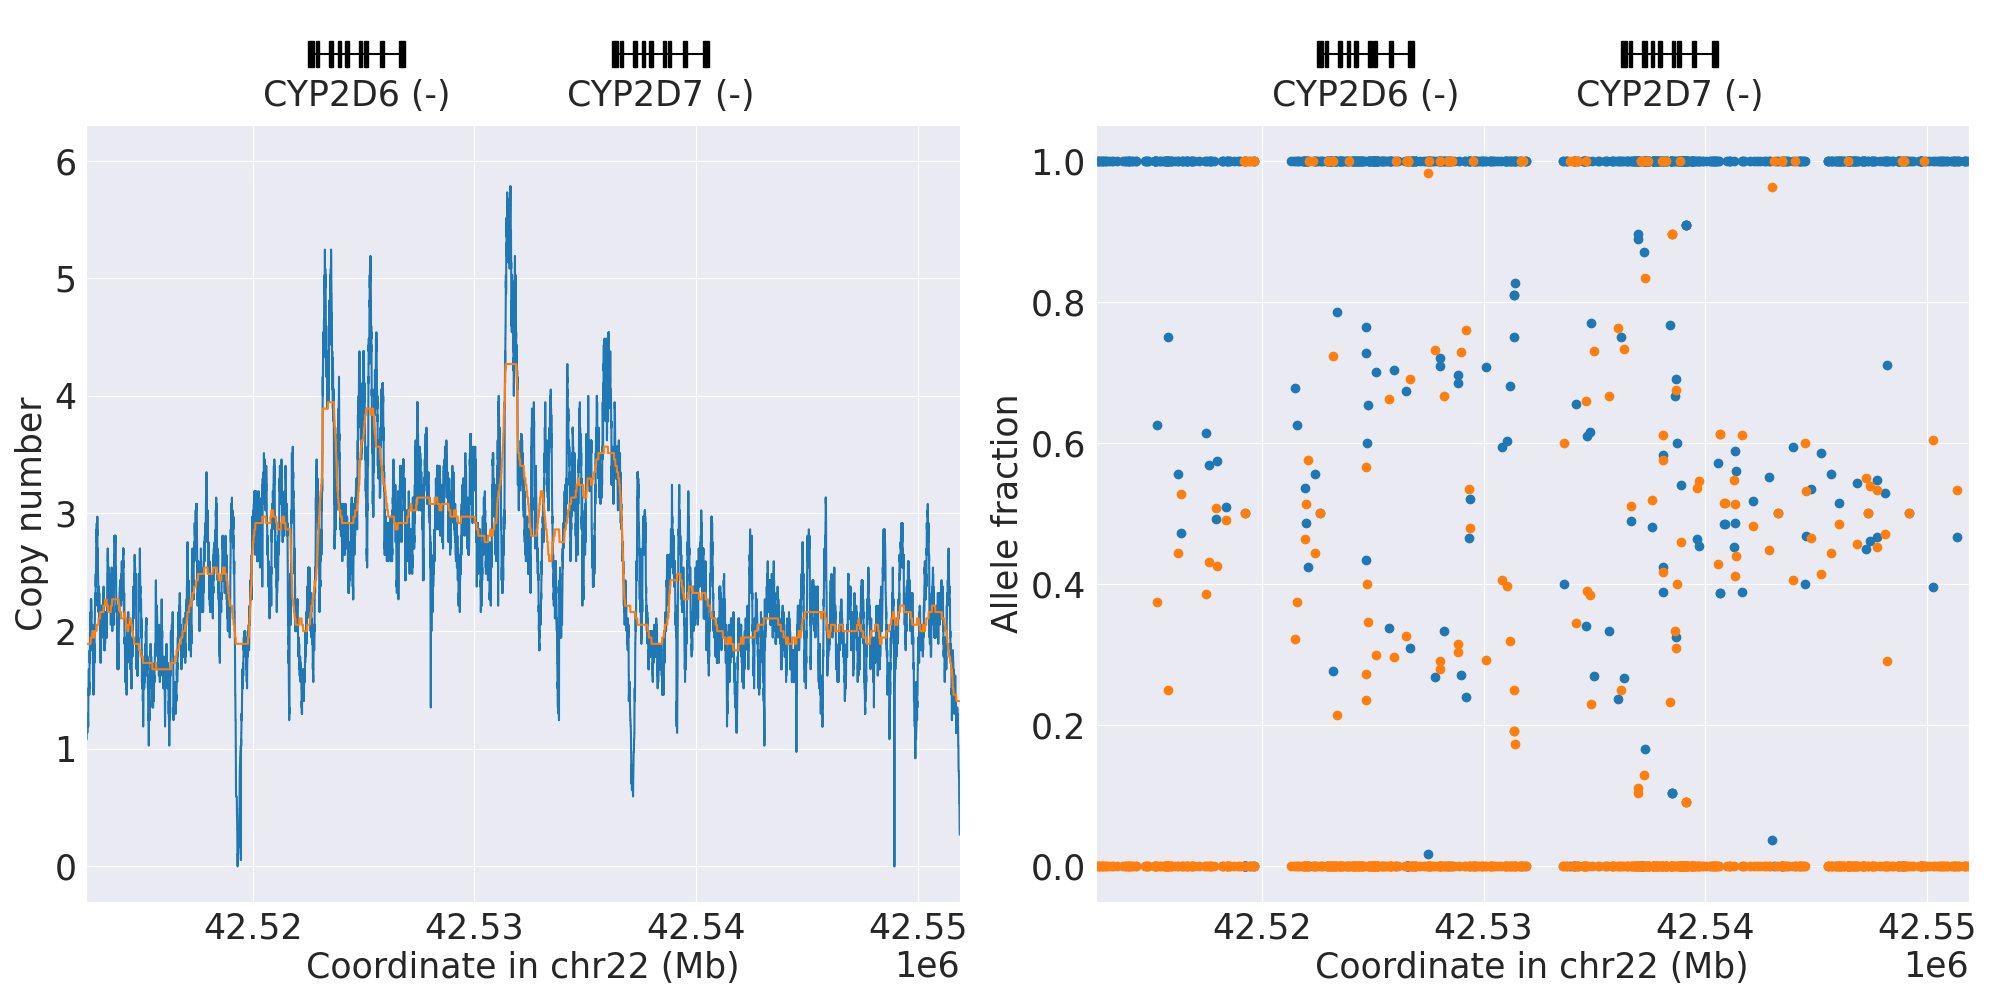 CYP2D6 (-) CYP2D7 (-)
6
5
4
3
2
1
0
Copy number
42.52 42.53 42.54 42.55
Coordinate in chr22 (Mb)
1e6
CYP2D6 (-) CYP2D7 (-)
1.0
0.8
0.6
0.4
0.2
0.0
Allele fraction
42.52 42.53 42.54 42.55
Coordinate in chr22 (Mb)
1e6